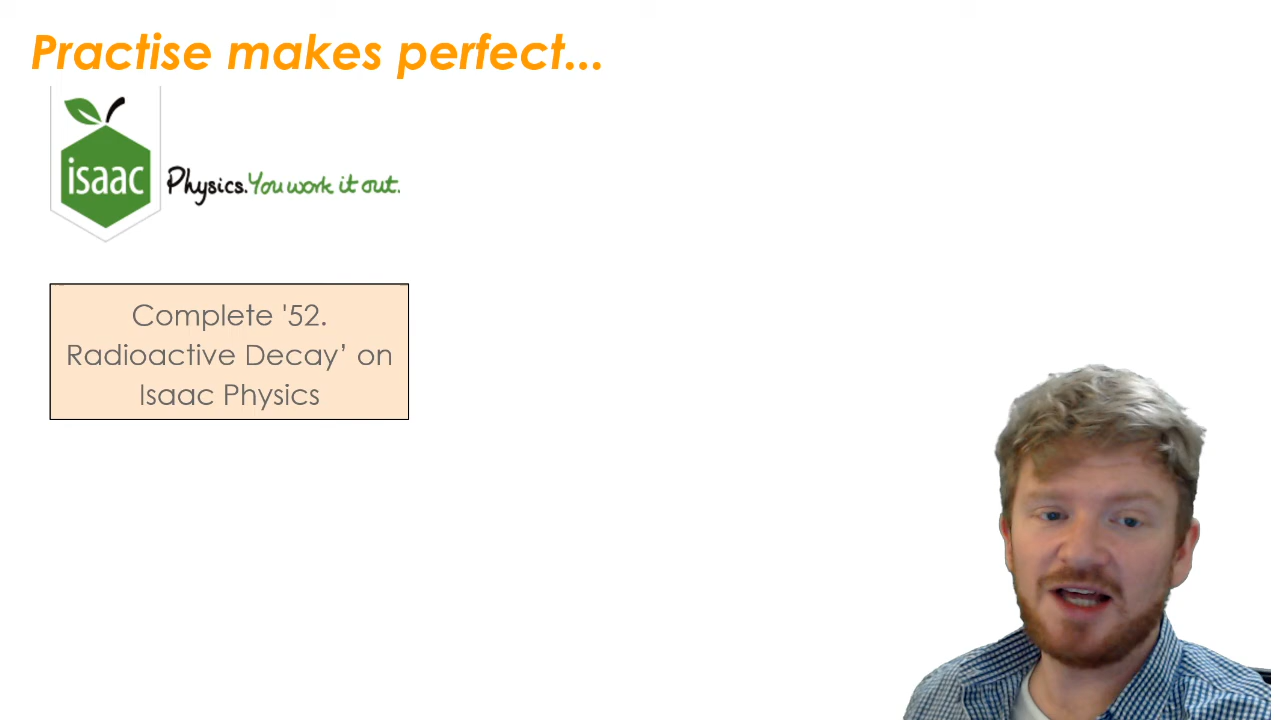 Practise makes perfect...
isaac Physics. You work it out.
Complete '52.
Radioactive Decay’ on
Isaac Physics